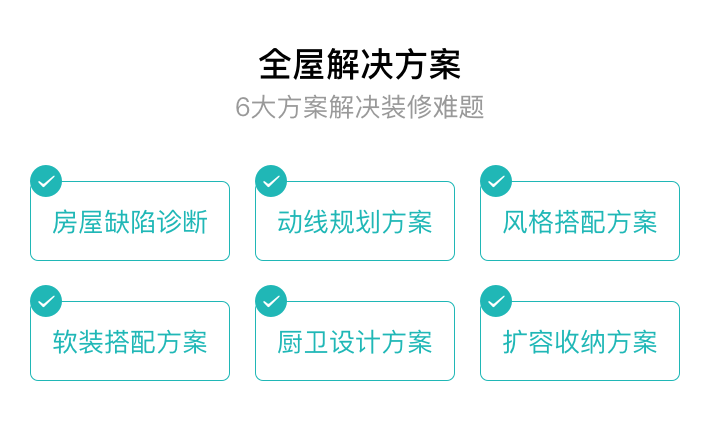 全屋解决方案
6大方案解决装修难题
房屋缺陷诊断
动线规划方案
风格搭配方案
软装搭配方案
厨卫设计方案
扩容收纳方案